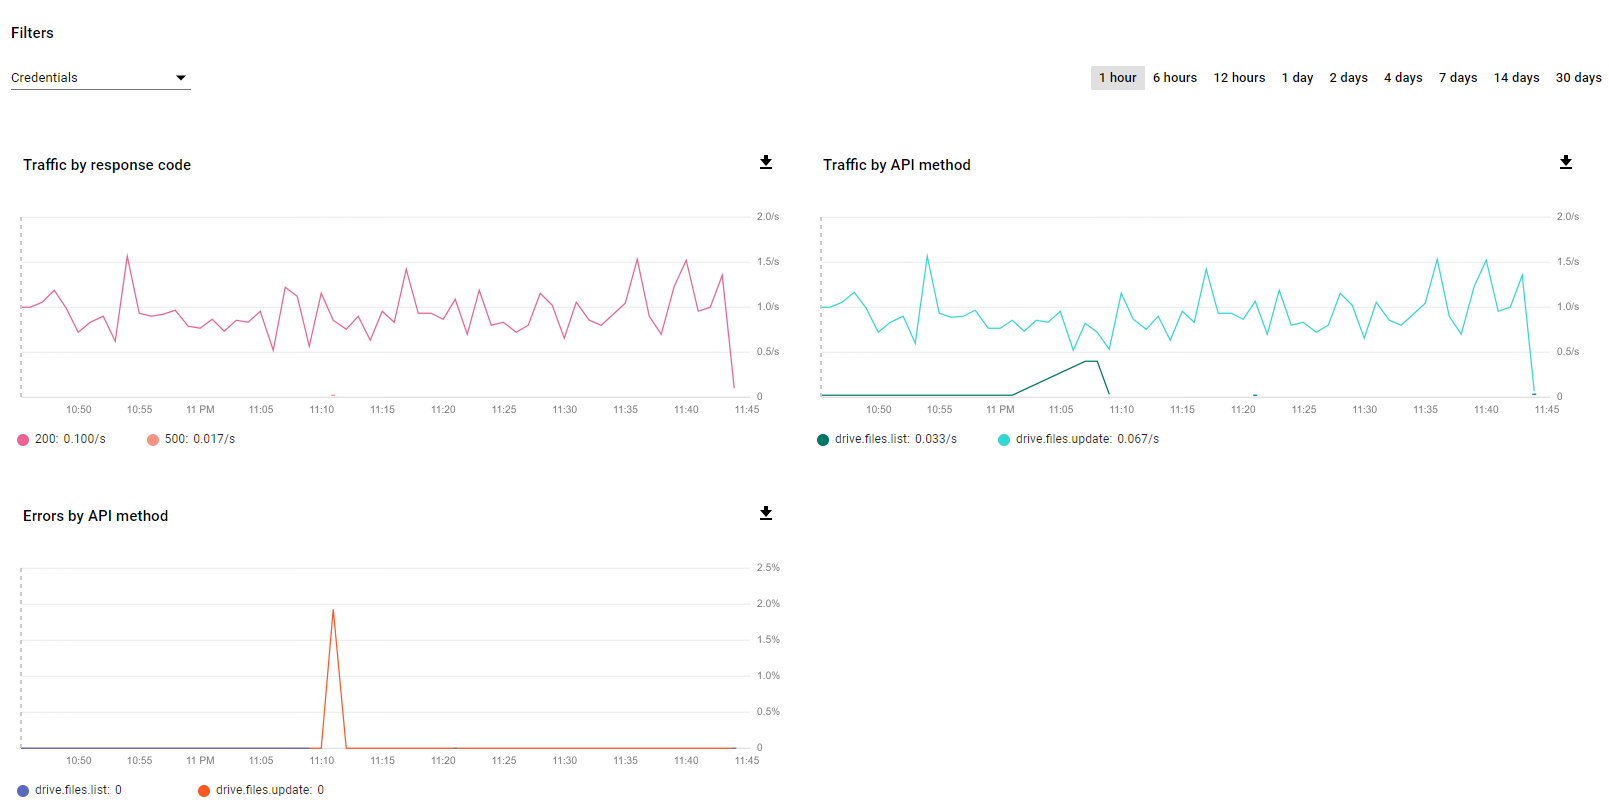 Filters
Credentials
1 hour 6 hours 12 hours 1 day 2 days 4 days 7 days 14 days 30 days
Traffic by response code
2.0/s
1.5/s
1.0/s
0.5/s
0
10:50 10:55 11 PM 11:05 11:10 11:15 11:20 11:25 11:30 11:35 11:40 11:45
200: 0.100/s 500: 0.017/s
Traffic by API method
2.0/s
1.5/s
1.0/s
0.5/s
0
10:50 10:55 11 PM 11:05 11:10 11:15 11:20 11:25 11:30 11:35 11:40 11:45
drive.files.list: 0.033/s drive.files.update: 0.067/s
Errors by API method
2.5%
2.0%
1.5%
1.0%
0.5%
0
10:50 10:55 11 PM 11:05 11:10 11:15 11:20 11:25 11:30 11:35 11:40 11:45
drive.files.list: 0 drive.files.update: 0